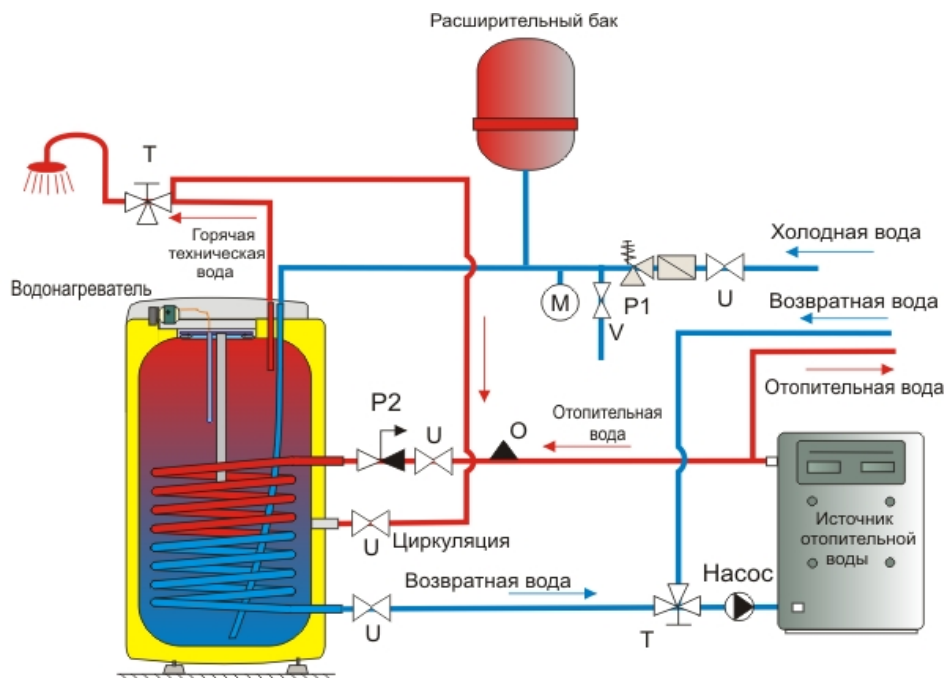 Расширительный бак
T
Горячая
техническая
вода
Холодная вода
Водонагреватель
M
P1
U
V
Возвратная вода
Отопительная вода
P2
U
O
Отопительная
вода
U
Циркуляция
Источник
отопительной
воды
Возвратная вода
Насос
U
T